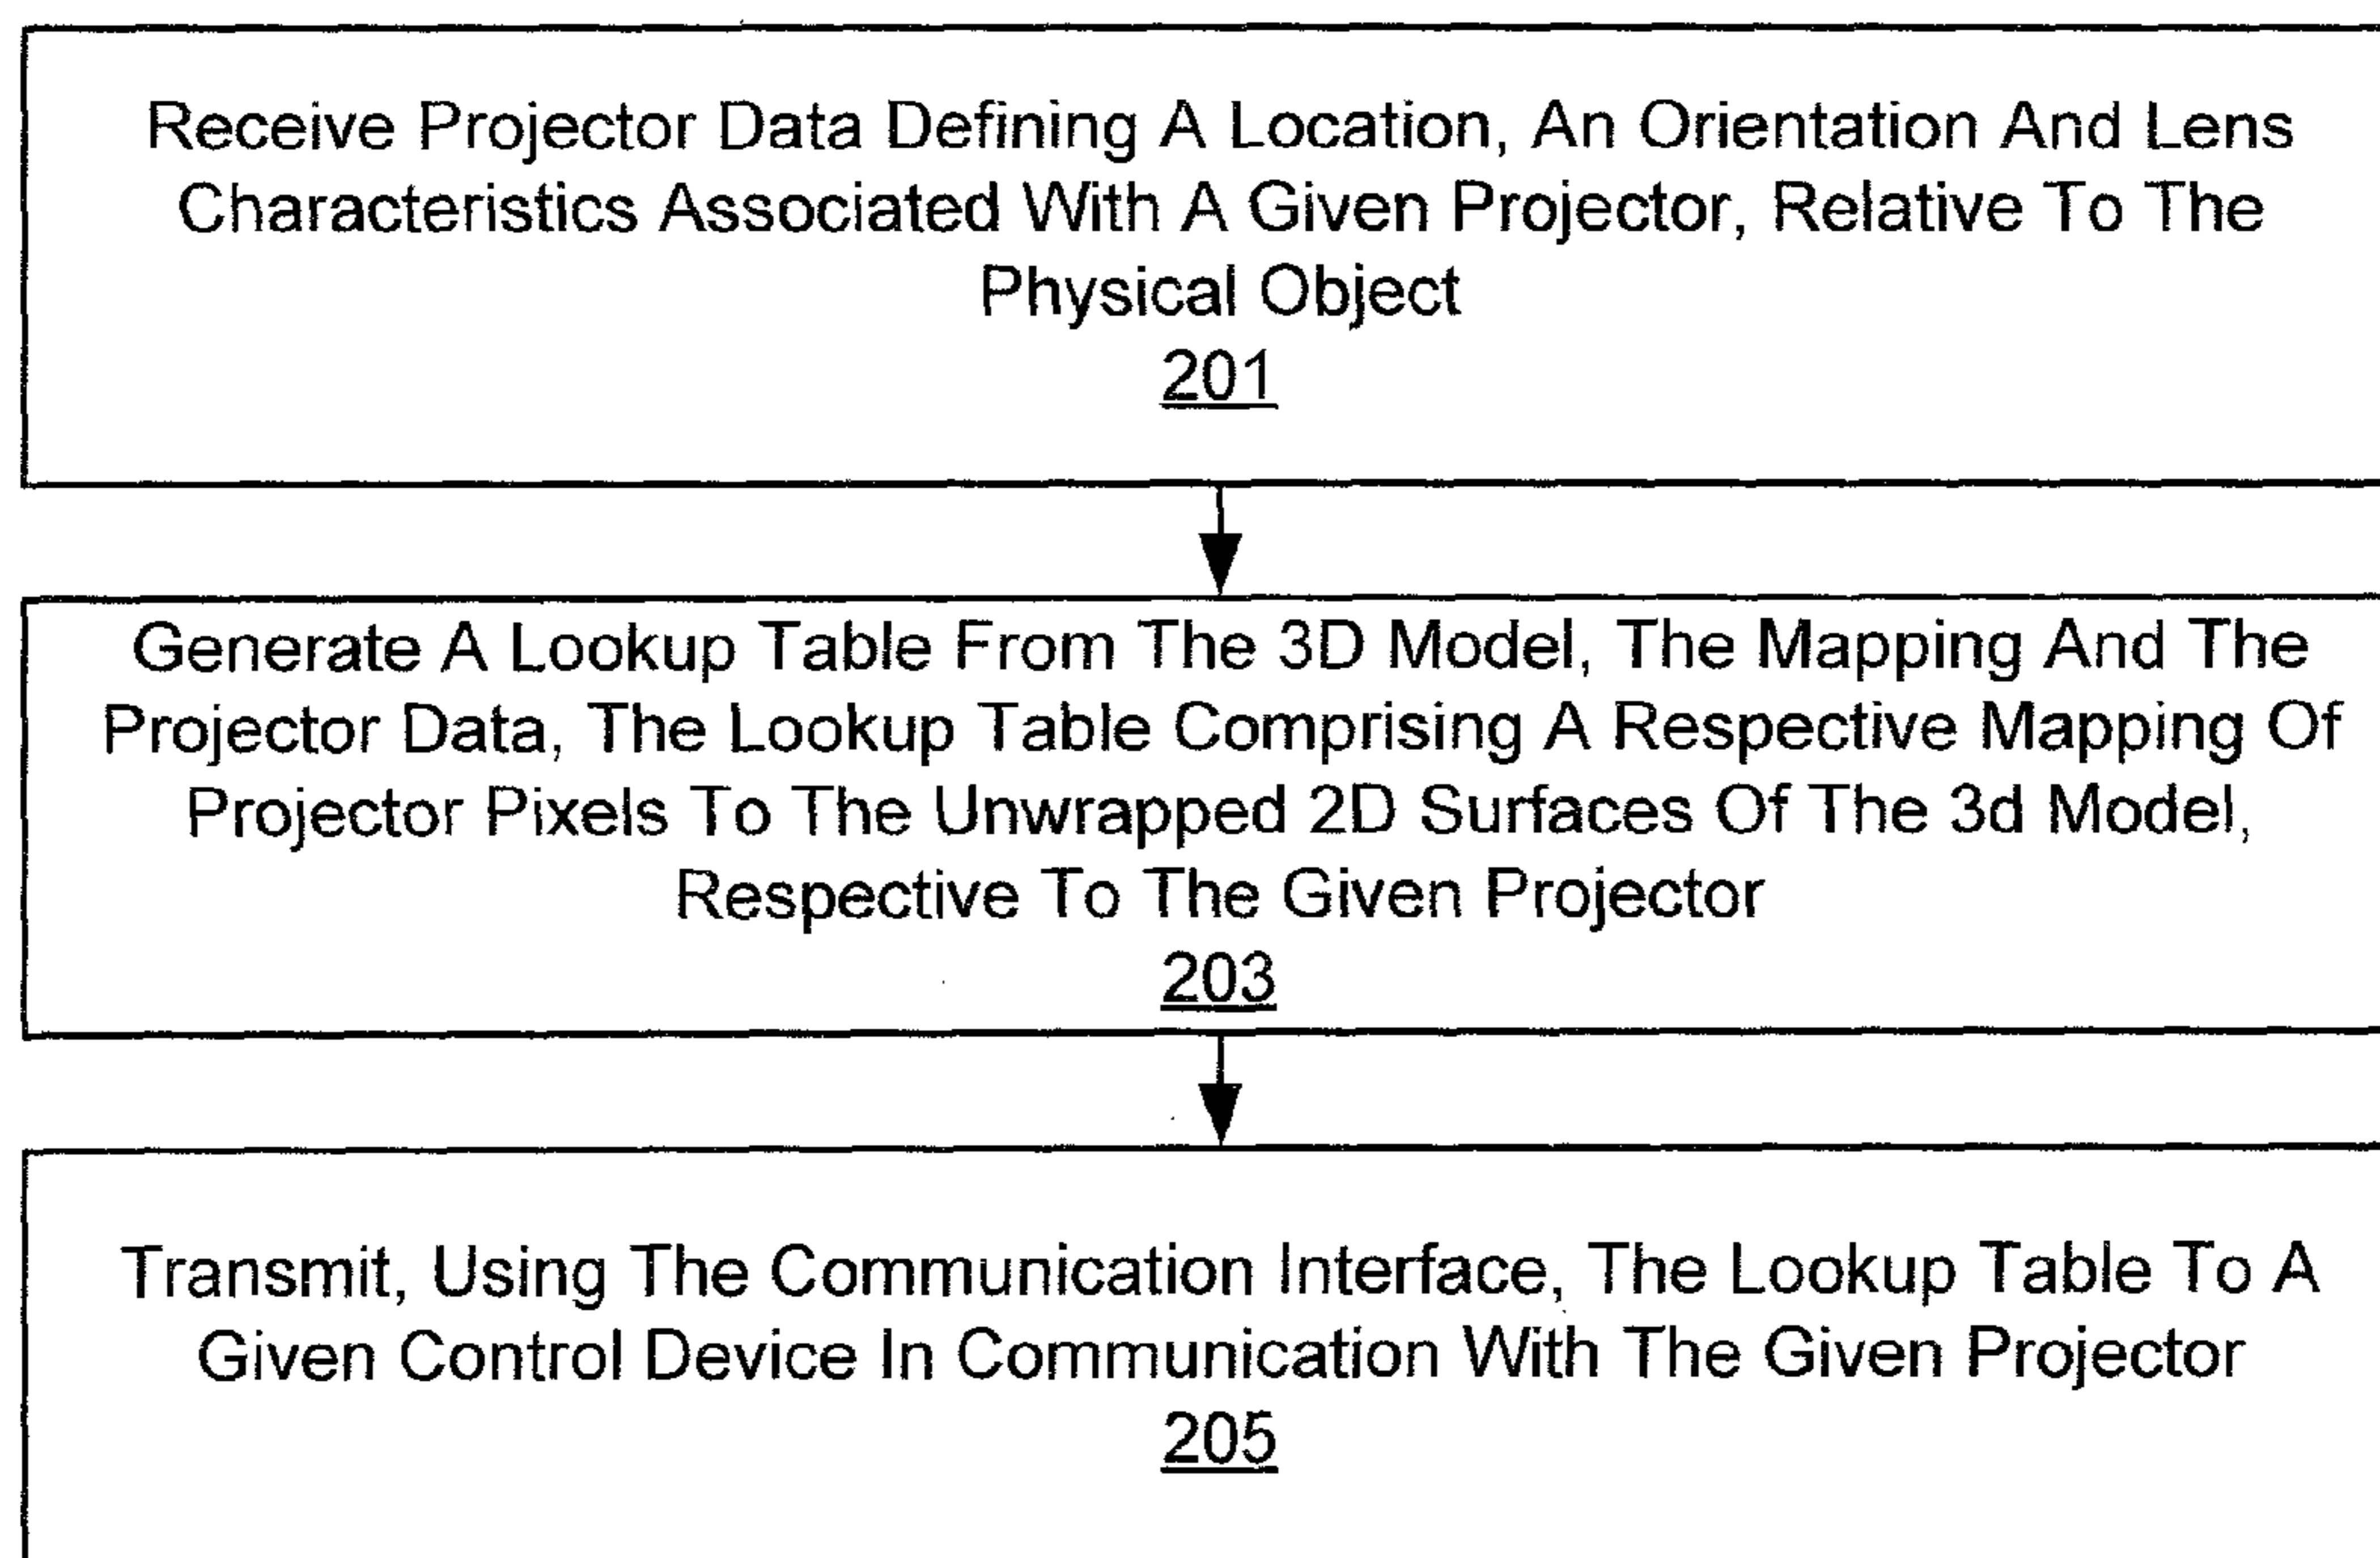 Receive Projector Data Defining A Location, An Orientation And Lens
Characteristics Associated With A Given Projector, Relative To The
Physical Object
201
Generate A Lookup Table From The 3D Model, The Mapping And The
Projector Data, The Lookup Table Comprising A Respective Mapping Of
Projector Pixels To The Unwrapped 2D Surfaces Of The 3d Model,
Respective To The Given Projector
203
Transmit, Using The Communication Interface, The Lookup Table To A
Given Control Device In Communication With The Given Projector
205